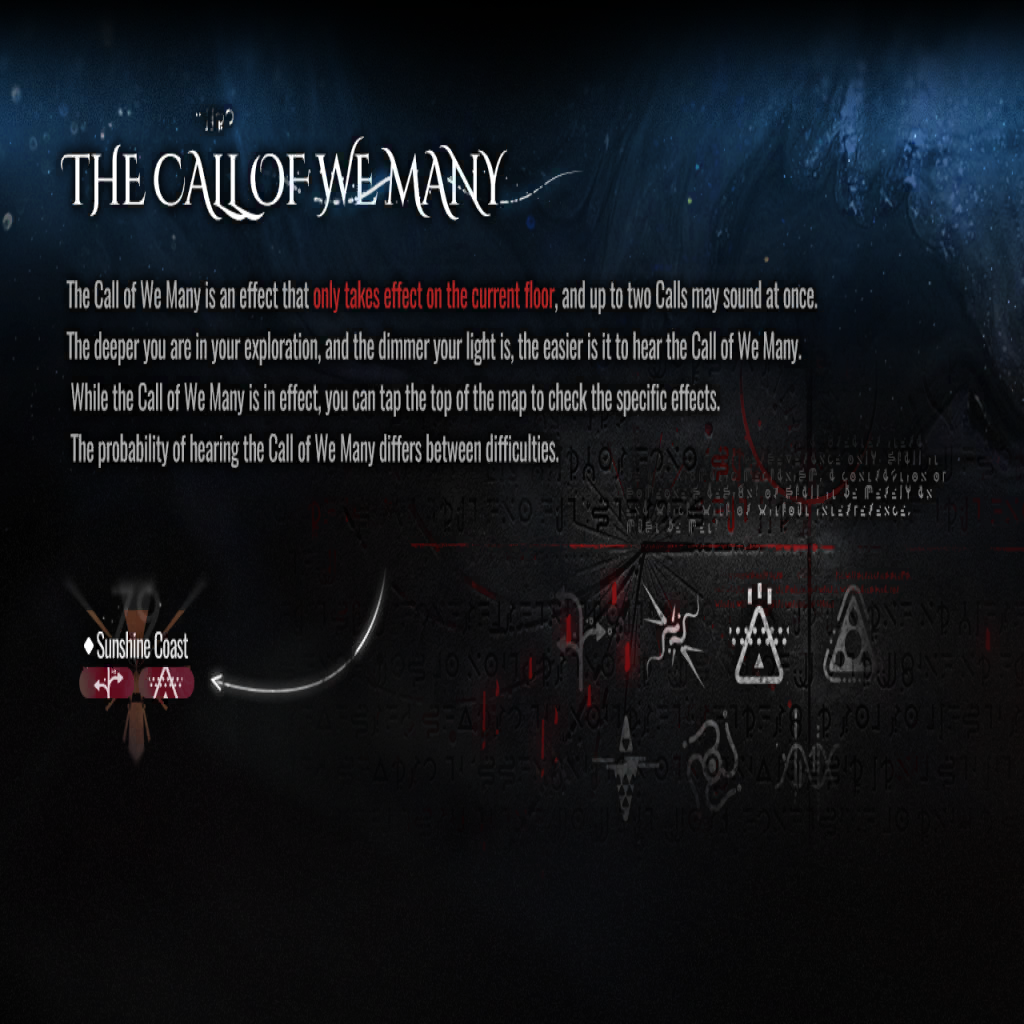 THE CALL OF WE MANY
The Call of We Many is an effect that only takes effect on the current floor, and up to two Calls may sound at once.
The deeper you are in your exploration, and the dimmer your light is, the easier is it to hear the Call of We Many.
While the Call of We Many is in effect, you can tap the top of the map to check the specific effects.
The probability of hearing the Call of We Many differs between difficulties.
Sunshine Coast